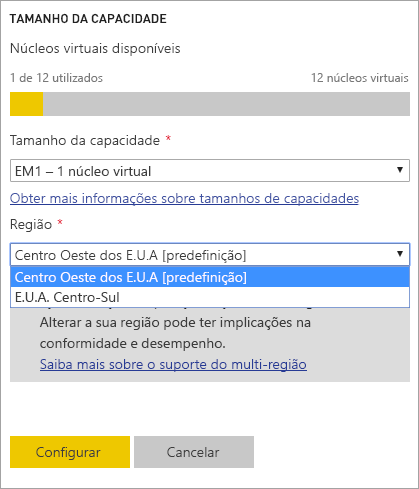 TAMANHO DA CAPACIDADE
Núcleos virtuais disponíveis
1 de 12 utilizados 12 núcleos virtuais
Tamanho da capacidade *
EM1 – 1 núcleo virtual
Obter mais informações sobre tamanhos de capacidades
Região *
Centro Oeste dos E.U.A [predefinição]
Centro Oeste dos E.U.A [predefinição]
E.U.A. Centro-Sul
Alterar a sua região pode ter implicações na
conformidade e desempenho.
Saiba mais sobre o suporte do multi-região
Configurar Cancelar